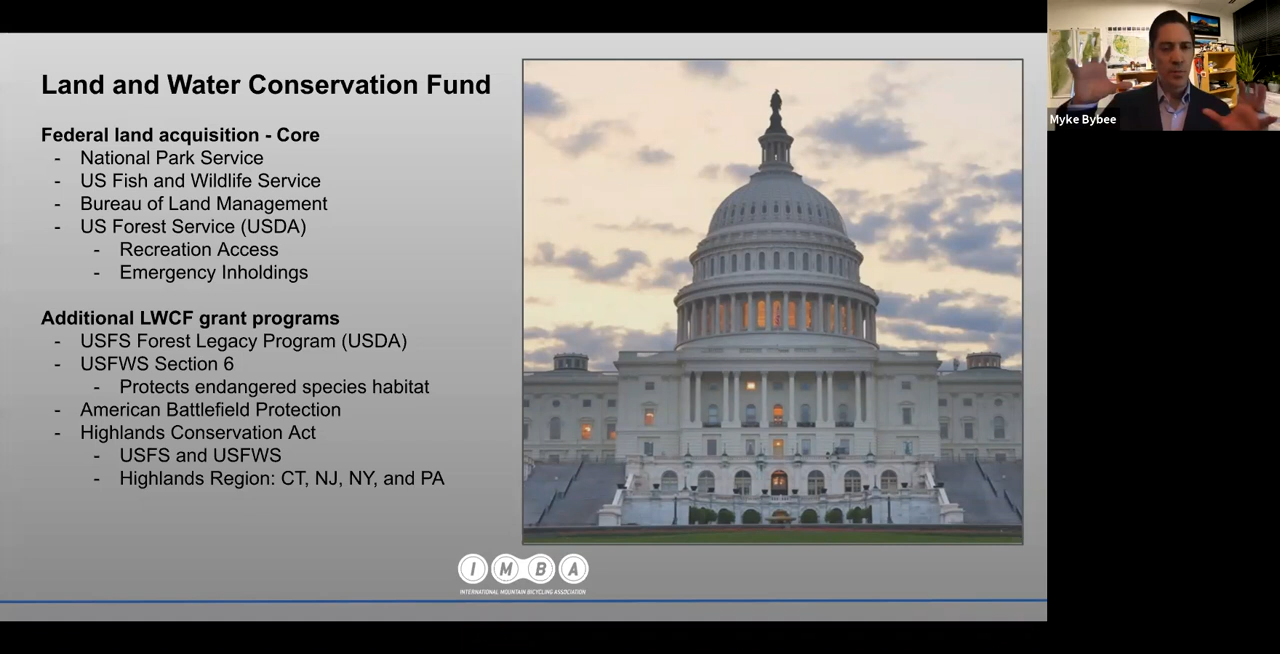 Land and Water Conservation Fund
Federal land acquisition - Core
- National Park Service
- US Fish and Wildlife Service
- Bureau of Land Management
- US Forest Service (USDA)
- Recreation Access
- Emergency Inholdings
Additional LWCF grant programs
- USFS Forest Legacy Program (USDA)
- USFWS Section 6
- Protects endangered species habitat
- American Battlefield Protection
- Highlands Conservation Act
- USFS and USFWS
- Highlands Region: CT, NJ, NY, and PA
IMBA
INTERNATIONAL MOUNTAIN BICYCLING ASSOCIATION
Myke Bybee